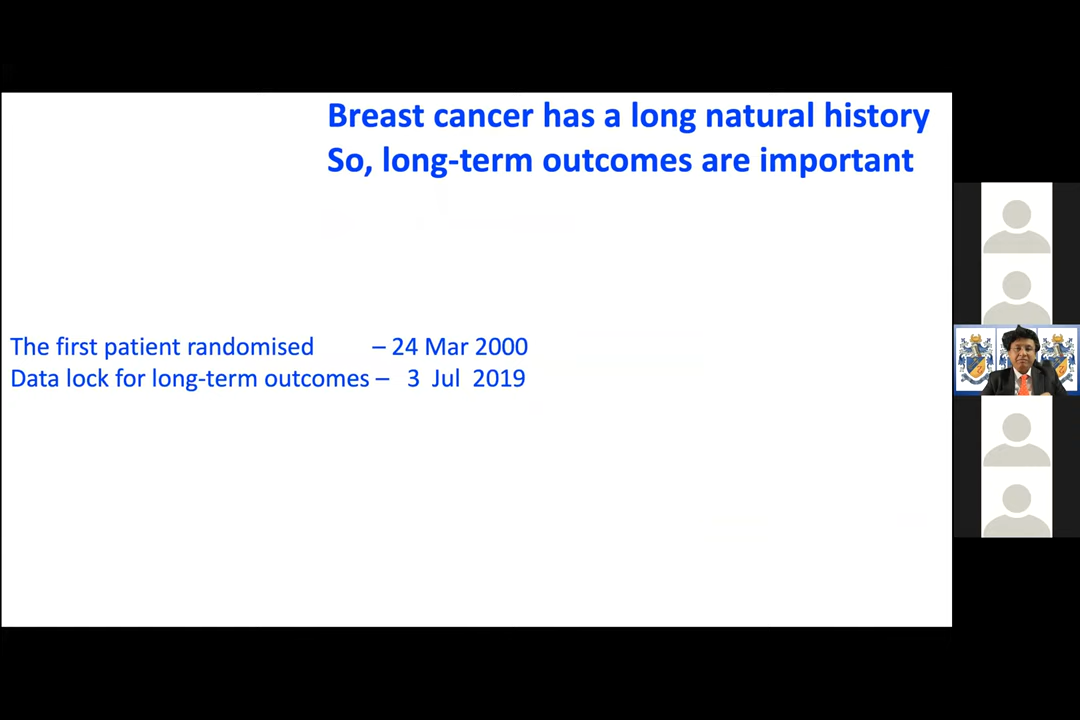 Breast cancer has a long natural history
So, long-term outcomes are important
The first patient randomised – 24 Mar 2000
Data lock for long-term outcomes – 3 Jul 2019